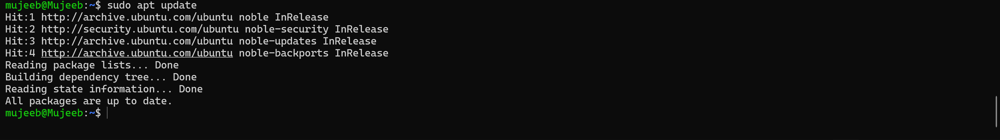 mujeeb@Mujeeb:~$ sudo apt update
Hit:1 http://archive.ubuntu.com/ubuntu noble InRelease
Hit:2 http://security.ubuntu.com/ubuntu noble-security InRelease
Hit:3 http://archive.ubuntu.com/ubuntu noble-updates InRelease
Hit:4 http://archive.ubuntu.com/ubuntu noble-backports InRelease
Reading package lists... Done
Building dependency tree... Done
Reading state information... Done
All packages are up to date.
mujeeb@Mujeeb:~$